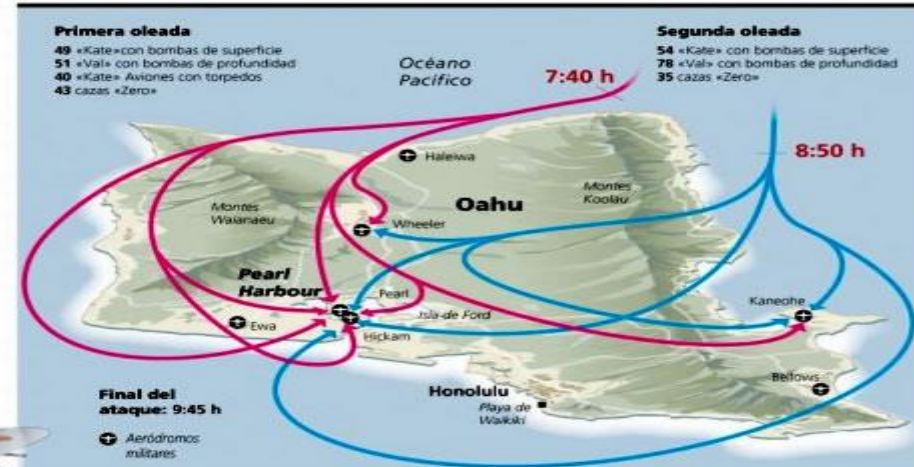 Primera oleada
49 «Kate»con bombas de superficie
51 «Val» con bombas de profundidad
40 «Kate» Aviones con torpedos
43 cazas «Zero»
Océano
Pacífico
7:40 h
Segunda oleada
54 «Kate» con bombas de superficie
78 «Val» con bombas de profundidad
35 cazas «Zero»
8:50 h
Haleiwa
Oahu
Montes
Koolau
Montes
Waianaeu
Wheeler
Pearl
Harbour
Pearl
Isla de Ford
Kaneohe
Ewa
Hickam
Bellows
Honolulu
Playa de
Waikiki
Final del
ataque: 9:45 h
Aeródromos
militares